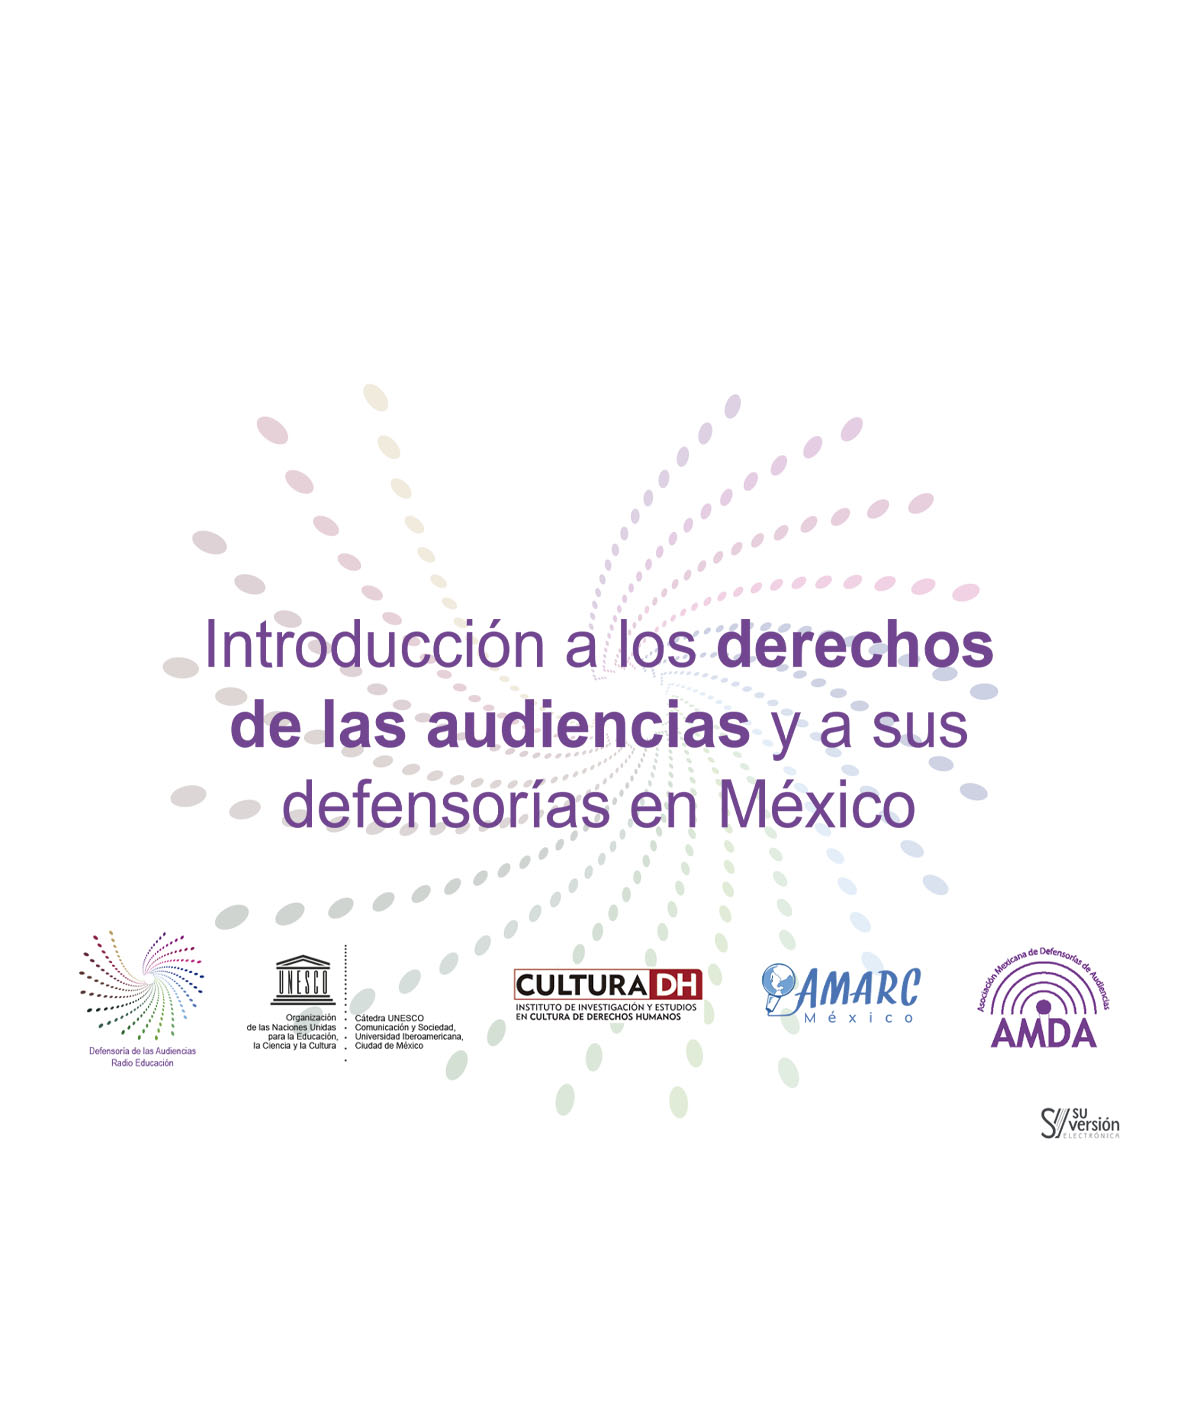 Introducción a los derechos
de las audiencias y a sus
defensorías en México
Defensoría de las Audiencias
Radio Educación
UNESCO
Organización
de las Naciones Unidas
para la Educación,
la Ciencia y la Cultura
Cátedra UNESCO
Comunicación y Sociedad,
Universidad Iberoamericana,
Ciudad de México
CULTURA DH
INSTITUTO DE INVESTIGACIÓN Y ESTUDIOS
EN CULTURA DE DERECHOS HUMANOS
AMARC
México
Asociación Mexicana de Defensorías de Audiencias
AMDA
SU
versión
ELECTRÓNICA